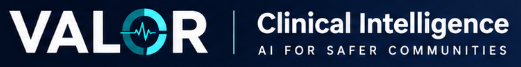 VALOR
Clinical Intelligence
AI FOR SAFER COMMUNITIES